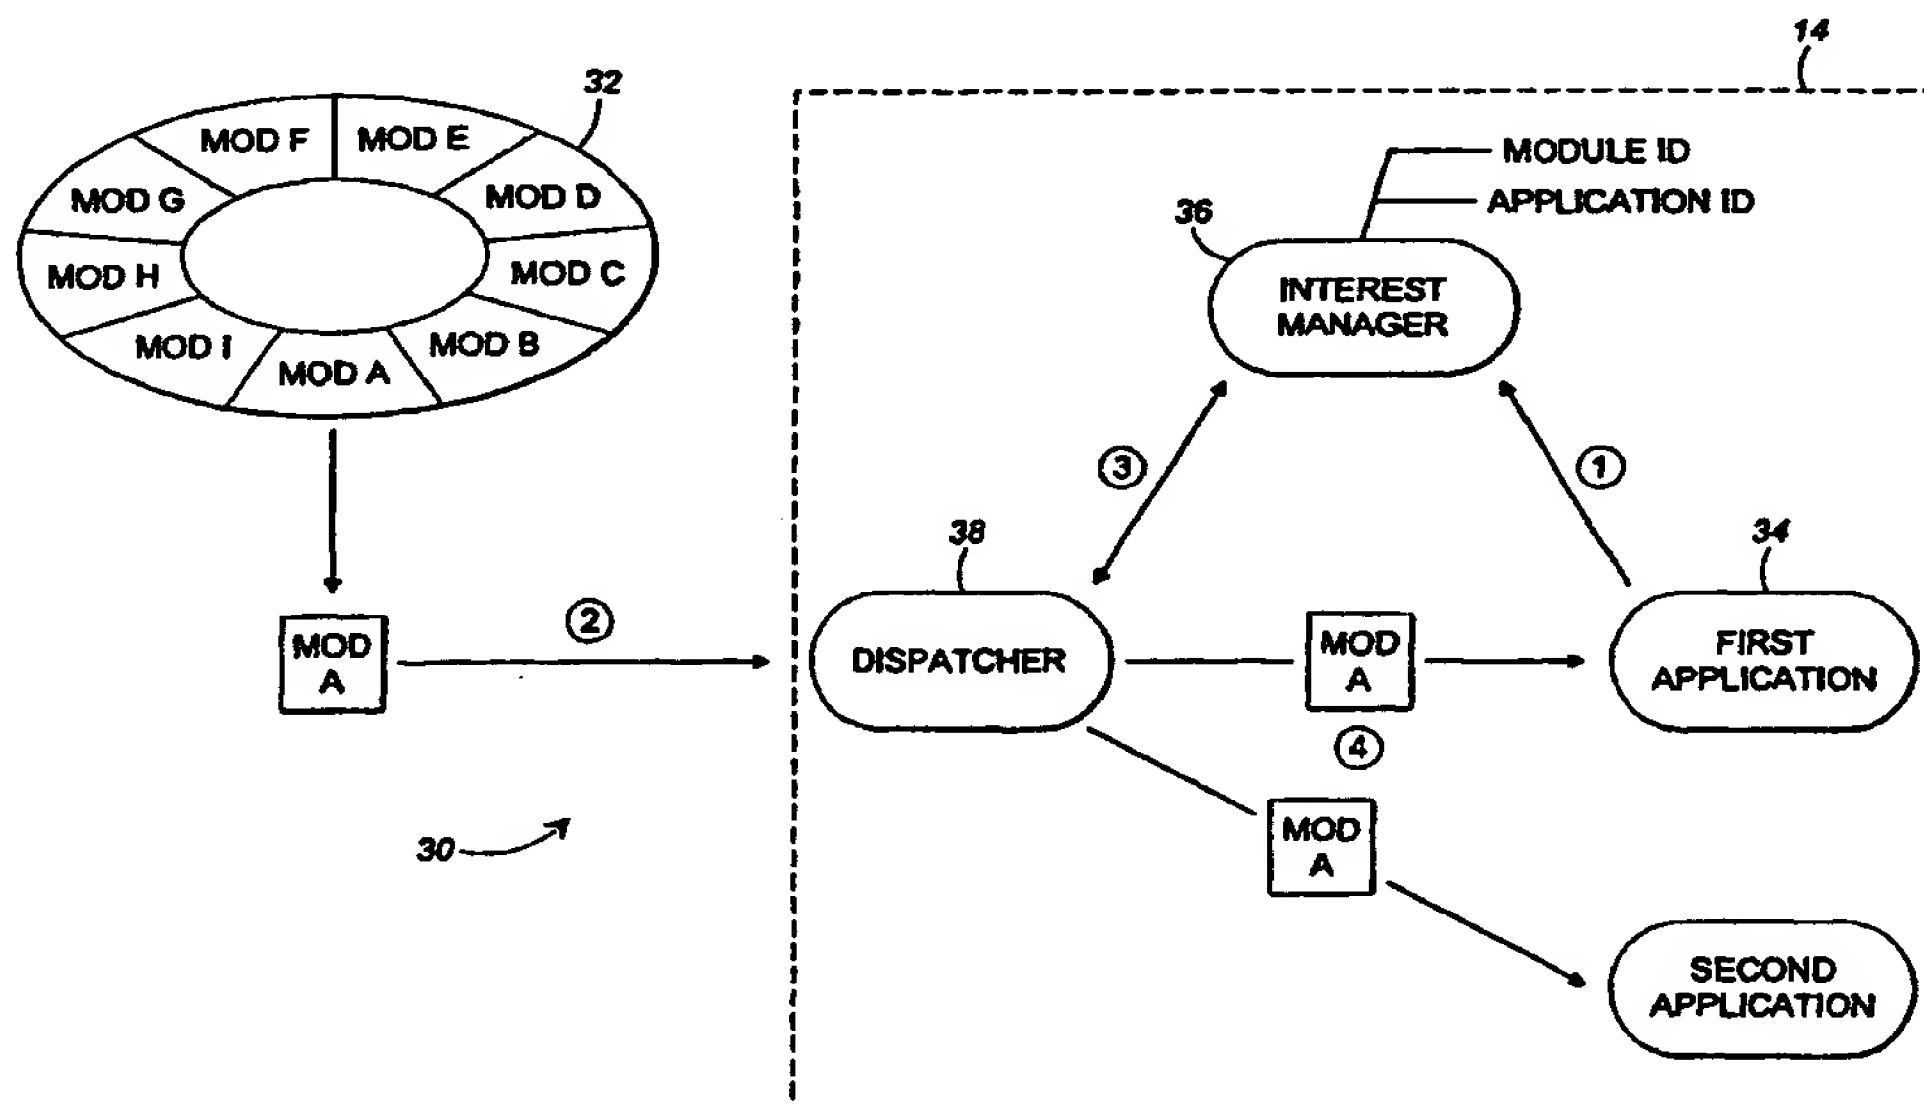 14
32
MOD F
MOD E
MOD G
MOD D
MOD H
MOD C
MOD I
MOD B
MOD A
MODULE ID
APPLICATION ID
36
INTEREST
MANAGER
3
1
38
34
MOD
A
2
DISPATCHER
MOD
A
FIRST
APPLICATION
4
30
MOD
A
SECOND
APPLICATION